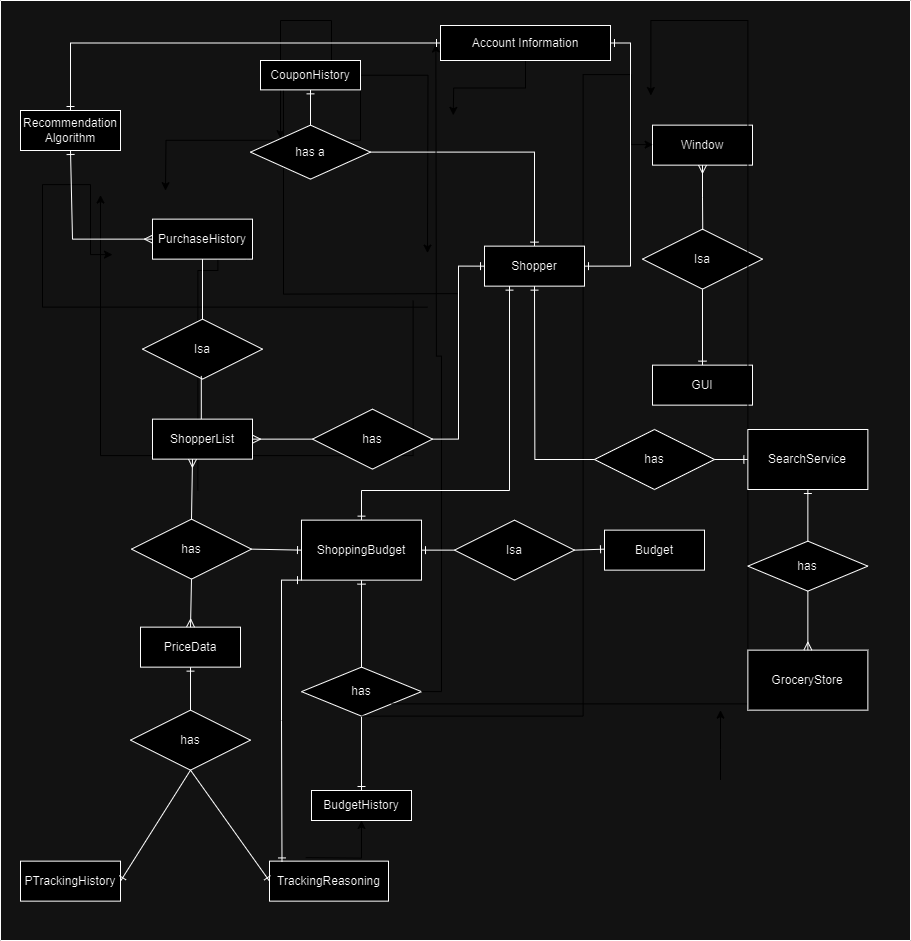 Account Information
CouponHistory
Recommendation
Algorithm
has a
Window
PurchaseHistory
Shopper
Isa
Isa
GUI
ShopperList
has
has
SearchService
has
ShoppingBudget
Isa
Budget
has
PriceData
has
GroceryStore
has
BudgetHistory
PTrackingHistory
TrackingReasoning